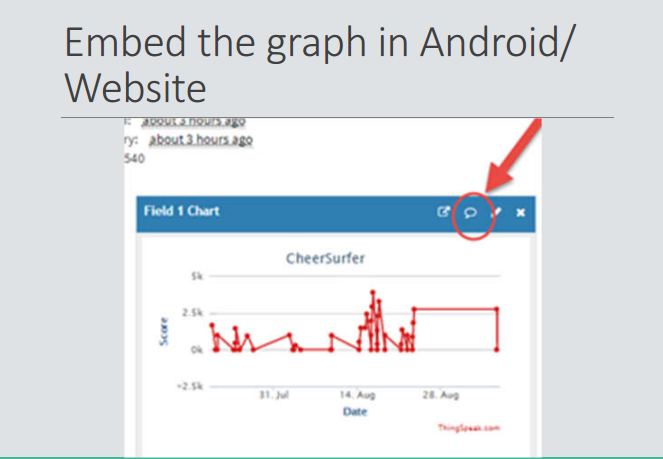 Embed the graph in Android/
Website
about 3 hours ago
ry: about 3 hours ago
540
Field 1 Chart
CheerSurfer
5k
2.5k
0k
-2.5k
Score
31. Jul
14. Aug
28. Aug
Date
ThingSpeak.com